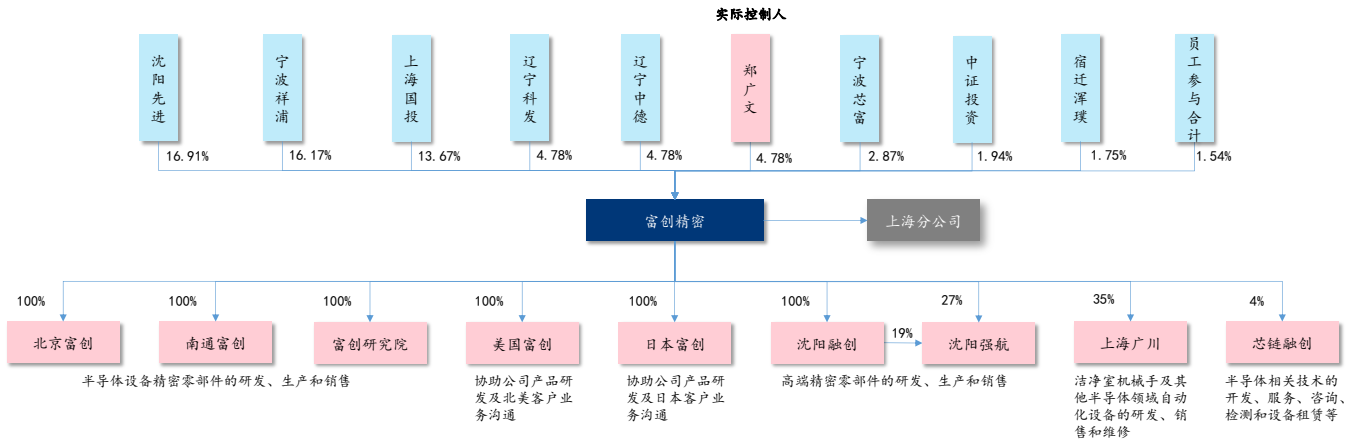 实际控制人
沈阳先进
宁波祥浦
上海国投
辽宁科发
辽宁中德
郑广文
宁波芯富
中证投资
宿迁浑璞
员工参与合计
16.91%
16.17%
13.67%
4.78%
4.78%
4.78%
2.87%
1.94%
1.75%
1.54%
富创精密
上海分公司
100%
100%
100%
100%
100%
100%
27%
35%
4%
北京富创
南通富创
富创研究院
美国富创
日本富创
沈阳融创
19%
沈阳强航
上海广川
芯链融创
半导体设备精密零部件的研发、生产和销售
协助公司产品研
发及北美客户业
务沟通
协助公司产品研
发及日本客户业
务沟通
高端精密零部件的研发、生产和销售
洁净室机械手及其
他半导体领域自动
化设备的研发、销
售和维修
半导体相关技术的
开发、服务、咨询、
检测和设备租赁等